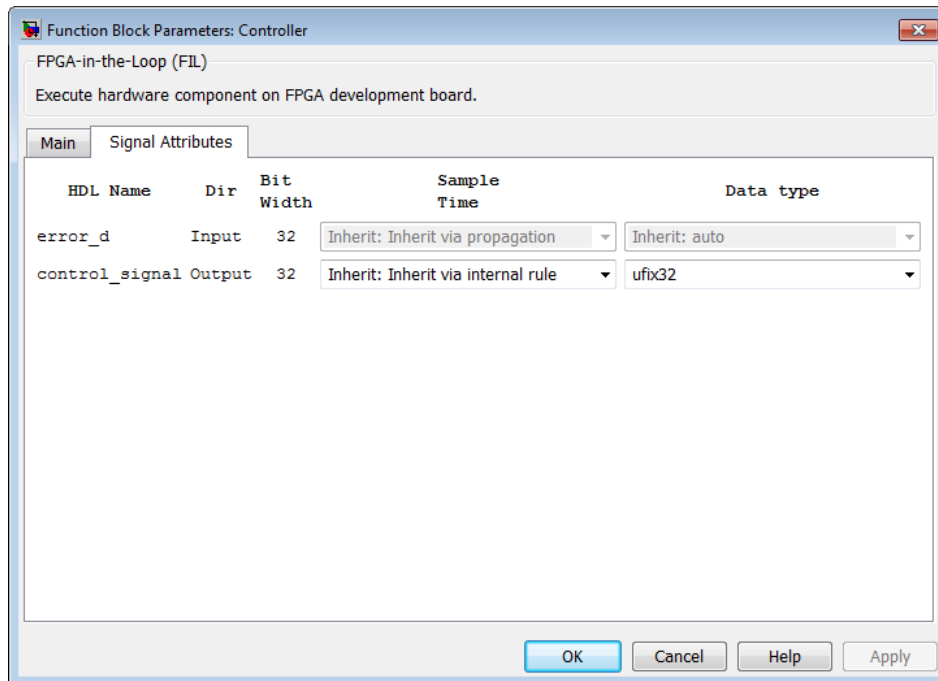 Function Block Parameters: Controller
FPGA-in-the-Loop (FIL)
Execute hardware component on FPGA development board.
Main Signal Attributes
HDL Name Dir Bit Width Sample Time Data type
error_d Input 32 Inherit: Inherit via propagation Inherit: auto
control_signal Output 32 Inherit: Inherit via internal rule ufix32
OK Cancel Help Apply